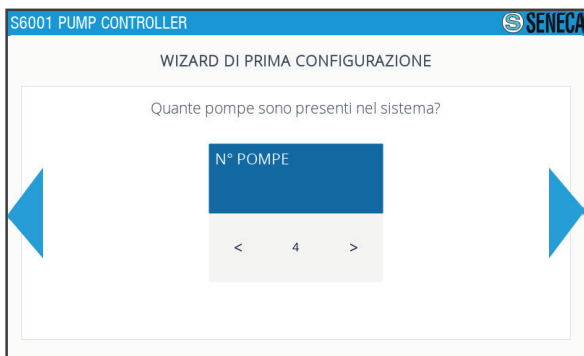 S6001 PUMP CONTROLLER
SENECA
WIZARD DI PRIMA CONFIGURAZIONE
Quante pompe sono presenti nel sistema?
N° POMPE
< 4 >